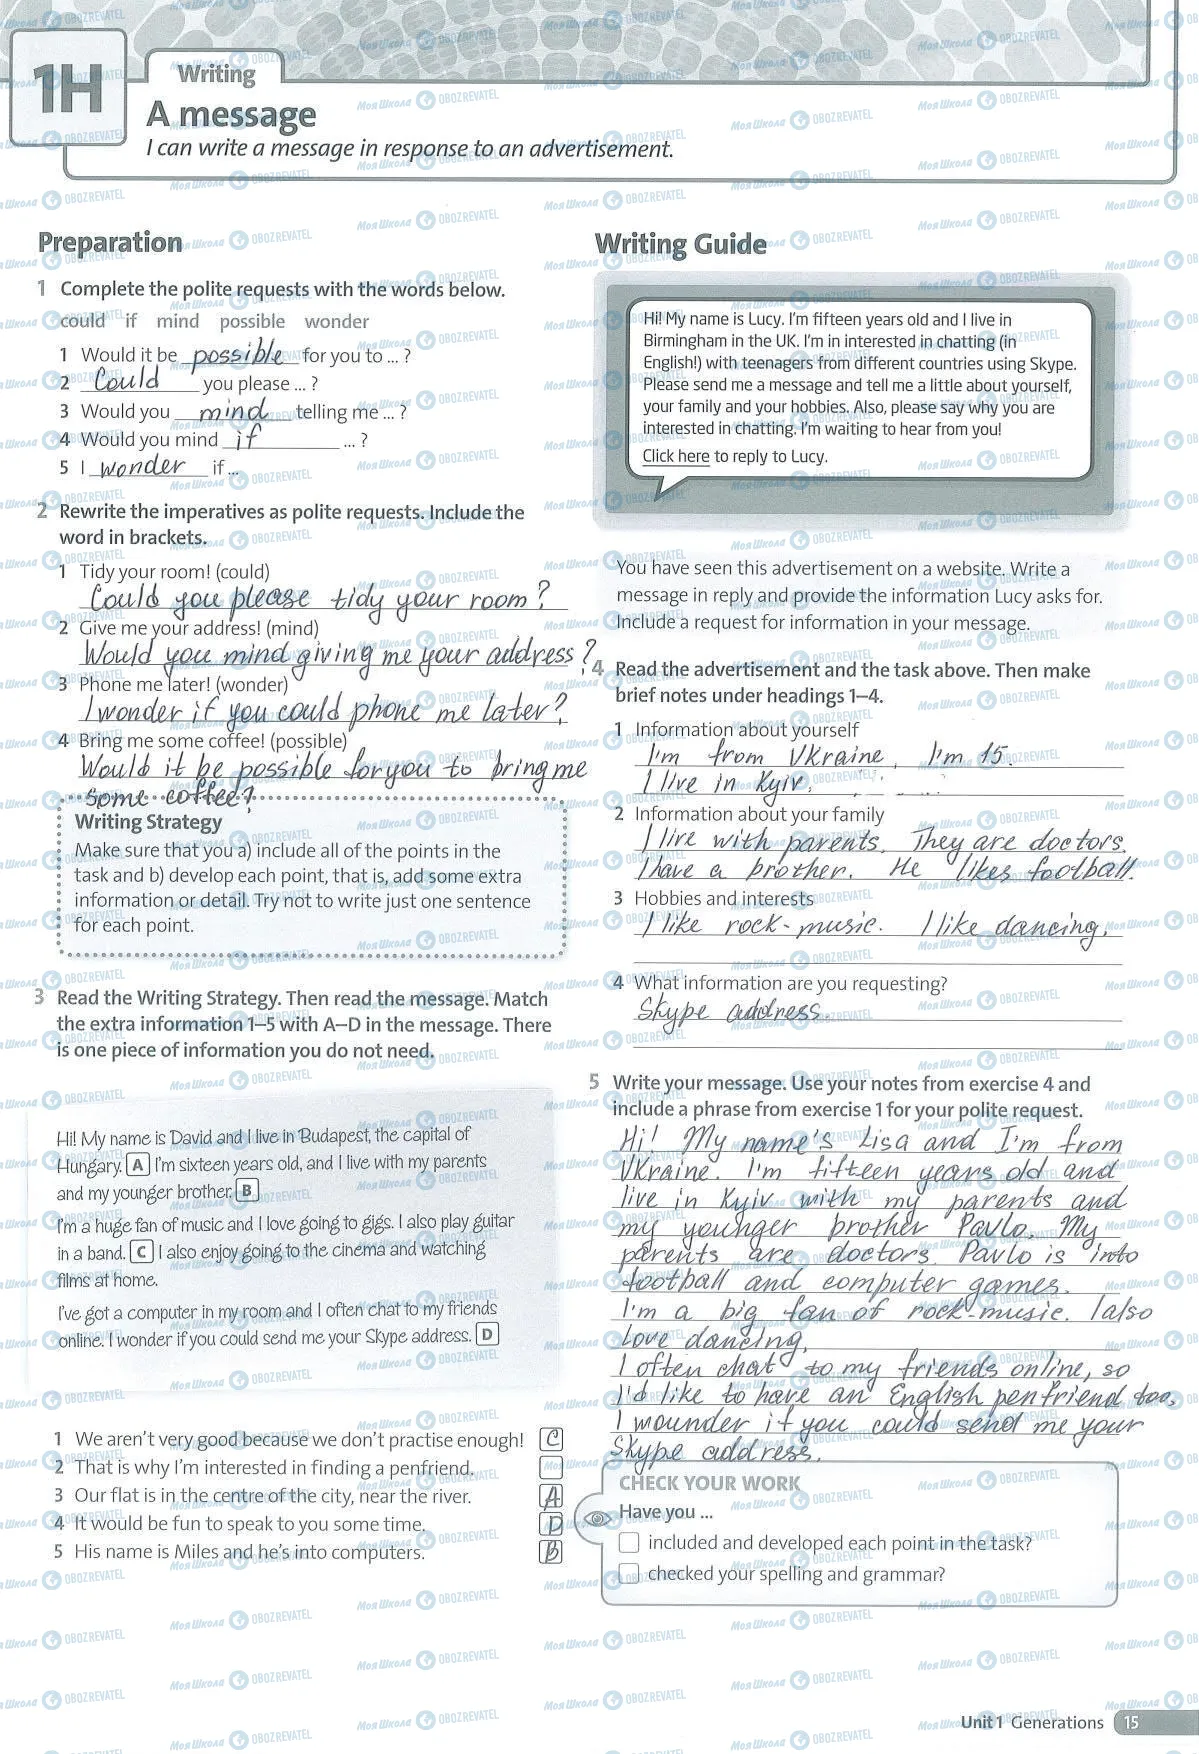 1H
Writing
A message
I can write a message in response to an advertisement.
Preparation
1 Complete the polite requests with the words below.
could if mind possible wonder
1 Would it be possible for you to ... ?
2 Could you please ... ?
3 Would you mind telling me ... ?
4 Would you mind if ... ?
5 I wonder if ...
2 Rewrite the imperatives as polite requests. Include the
word in brackets.
1 Tidy your room! (could)
Could you please tidy your room?
2 Give me your address! (mind)
Would you mind giving me your address?
3 Phone me later! (wonder)
I wonder if you could phone me later?
4 Bring me some coffee! (possible)
Would it be possible for you to bring me
some coffee?
Writing Strategy
Make sure that you a) include all of the points in the
task and b) develop each point, that is, add some extra
information or detail. Try not to write just one sentence
for each point.
3 Read the Writing Strategy. Then read the message. Match
the extra information 1–5 with A–D in the message. There
is one piece of information you do not need.
Hi! My name is David and I live in Budapest, the capital of
Hungary. A I'm sixteen years old, and I live with my parents
and my younger brother. B
I'm a huge fan of music and I love going to gigs. I also play guitar
in a band. C I also enjoy going to the cinema and watching
films at home.
I've got a computer in my room and I often chat to my friends
online. I wonder if you could send me your Skype address. D
1 We aren't very good because we don't practise enough! C
2 That is why I'm interested in finding a penfriend.
3 Our flat is in the centre of the city, near the river. A
4 It would be fun to speak to you some time. D
5 His name is Miles and he's into computers. B
Writing Guide
Hi! My name is Lucy. I'm fifteen years old and I live in
Birmingham in the UK. I'm in interested in chatting (in
English!) with teenagers from different countries using Skype.
Please send me a message and tell me a little about yourself,
your family and your hobbies. Also, please say why you are
interested in chatting. I'm waiting to hear from you!
Click here to reply to Lucy.
You have seen this advertisement on a website. Write a
message in reply and provide the information Lucy asks for.
Include a request for information in your message.
4 Read the advertisement and the task above. Then make
brief notes under headings 1–4.
1 Information about yourself
I'm from Ukraine, I'm 15.
I live in Kyiv.
2 Information about your family
I live with parents. They are doctors.
I have a brother. He likes football.
3 Hobbies and interests
I like rock-music. I like dancing.
4 What information are you requesting?
Skype address.
5 Write your message. Use your notes from exercise 4 and
include a phrase from exercise 1 for your polite request.
Hi! My name's Lisa and I'm from
Ukraine. I'm fifteen years old and
live in Kyiv with my parents and
my younger brother Pavlo. My
parents are doctors. Pavlo is into
football and computer games.
I'm a big fan of rock-music. I also
love dancing.
I often chat to my friends online, so
I'd like to have an English penfriend too,
I wounder if you could send me your
Skype address.
CHECK YOUR WORK
Have you ...
included and developed each point in the task?
checked your spelling and grammar?
Unit 1 Generations 15
Моя Школа OBOZREVATEL